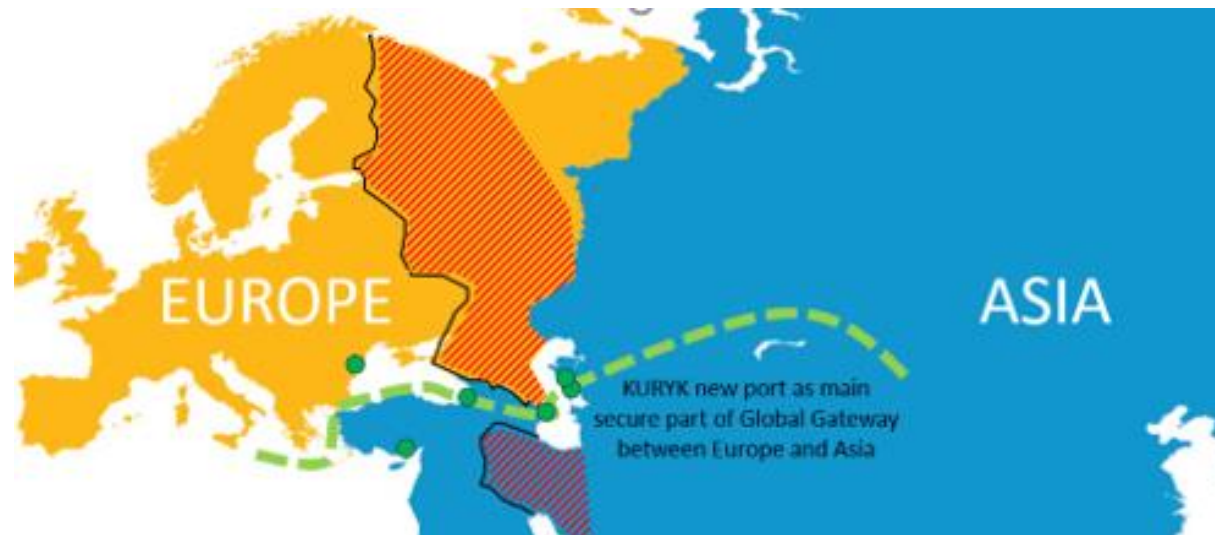 EUROPE
ASIA
KURYK new port as main
secure part of Global Gateway
between Europe and Asia